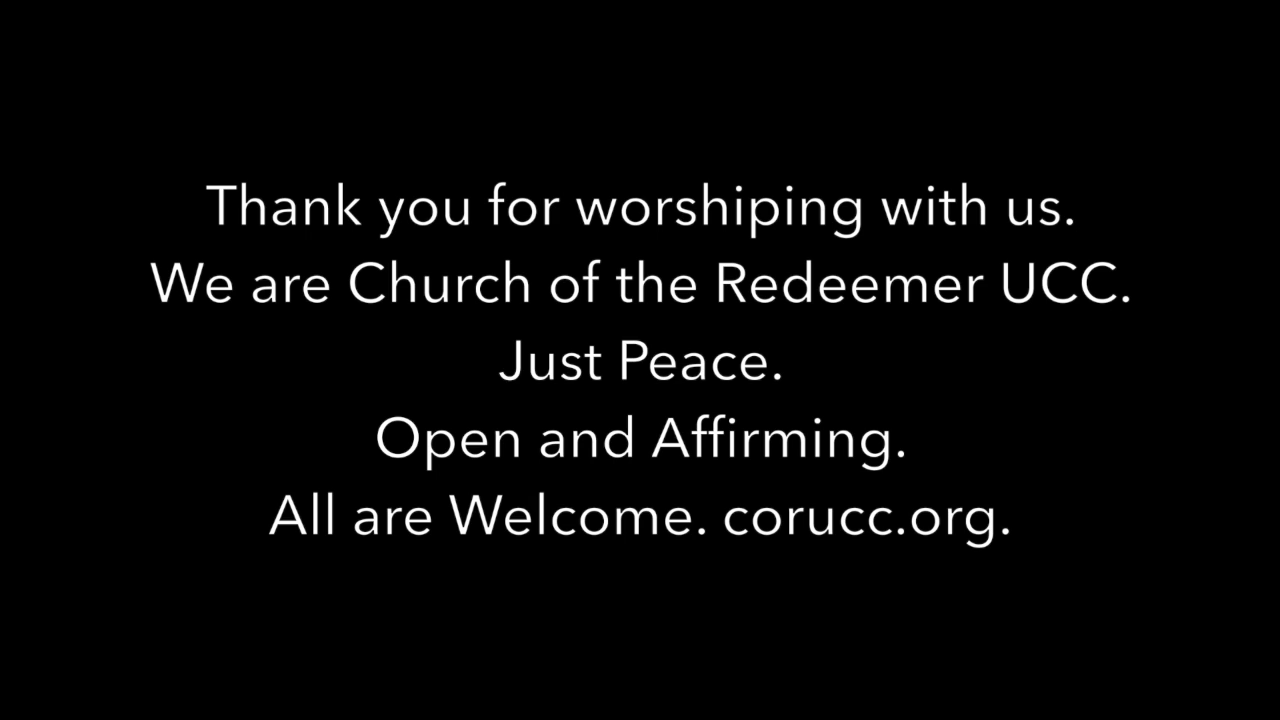 Thank you for worshiping with us.
We are Church of the Redeemer UCC.
Just Peace.
Open and Affirming.
All are Welcome. corucc.org.